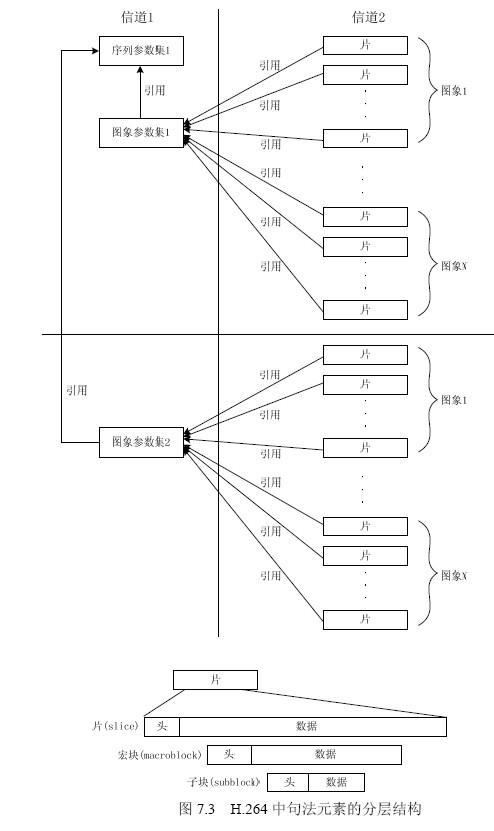 信道1
信道2
序列参数集1
片
引用
片
图象1
引用
引用
图象参数集1
片
引用
引用
片
引用
片
引用
图象N
片
片
引用
引用
片
图象1
引用
图象参数集2
片
引用
引用
片
引用
片
引用
图象N
片
片
片(slice) 头 数据
宏块(macroblock) 头 数据
子块(subblock) 头 数据
图 7.3 H.264 中句法元素的分层结构